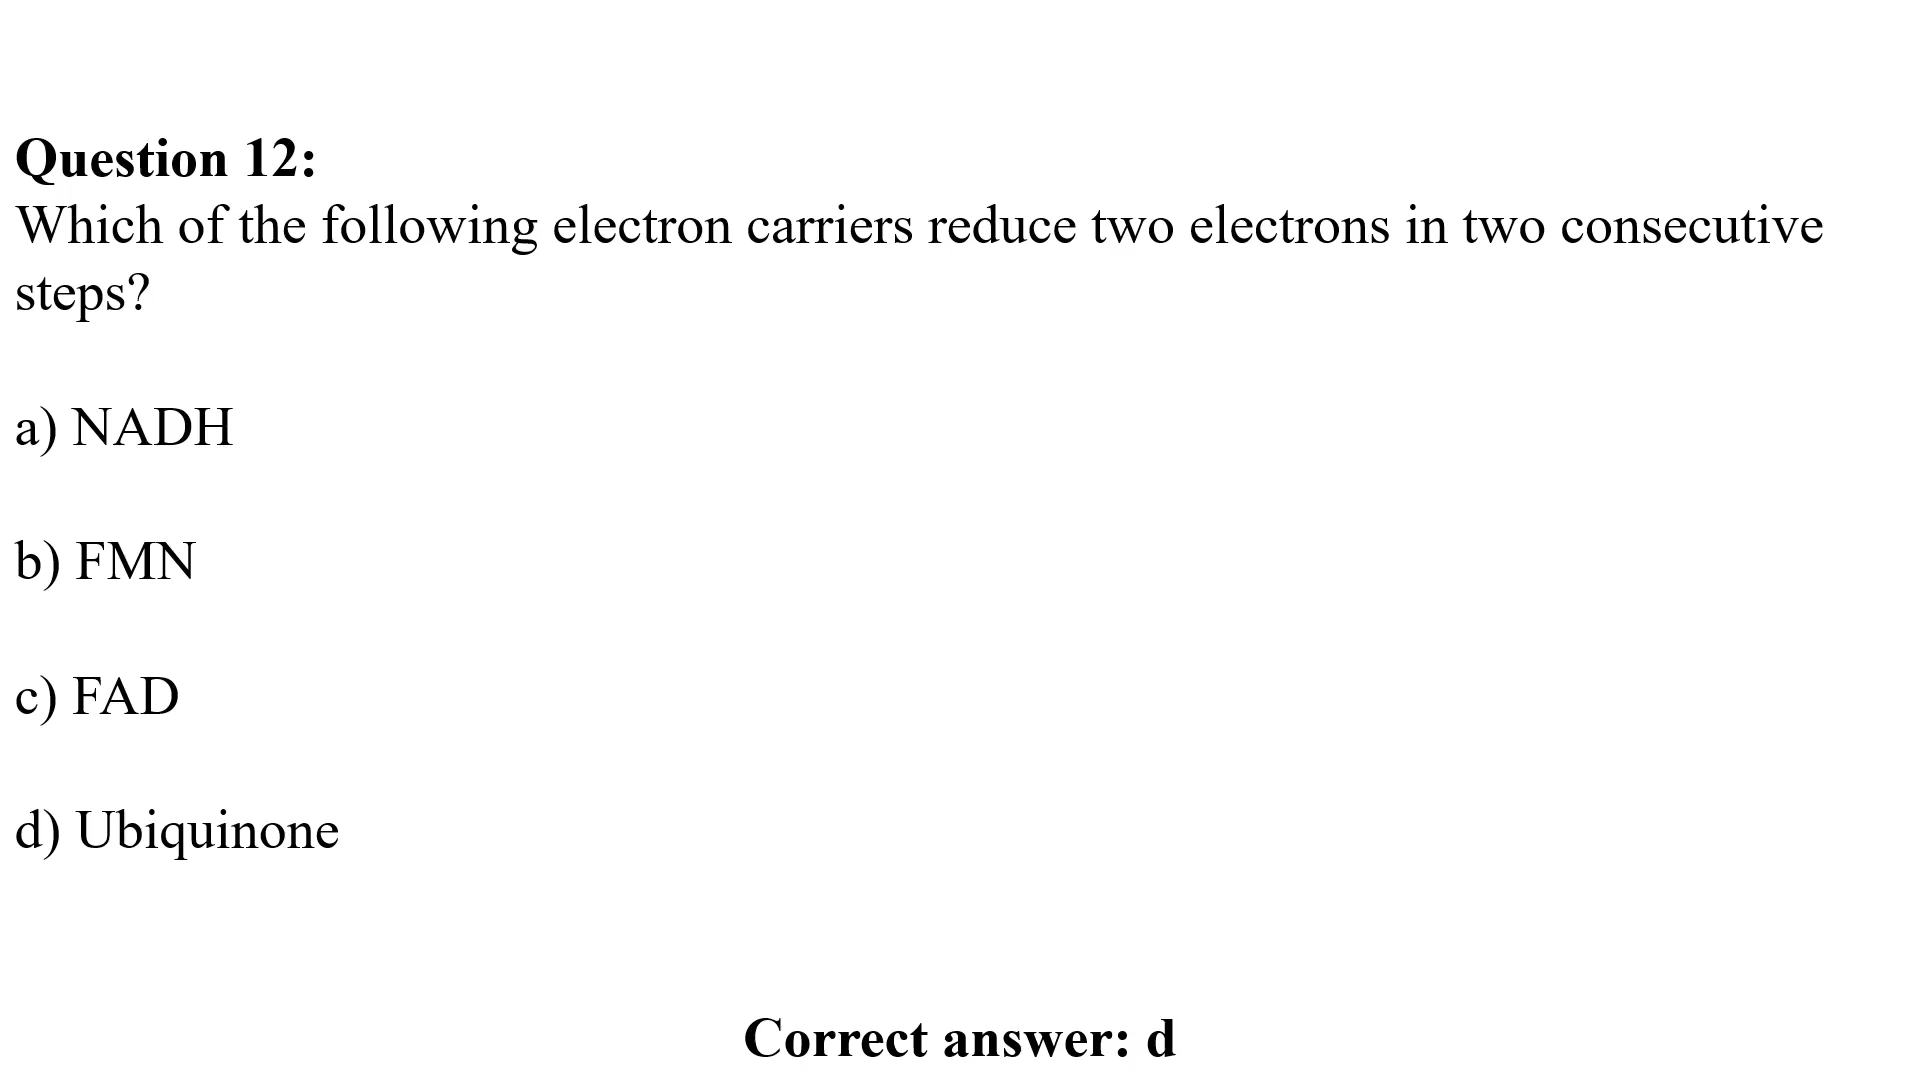 Question 12:
Which of the following electron carriers reduce two electrons in two consecutive
steps?
a) NADH
b) FMN
c) FAD
d) Ubiquinone
Correct answer: d